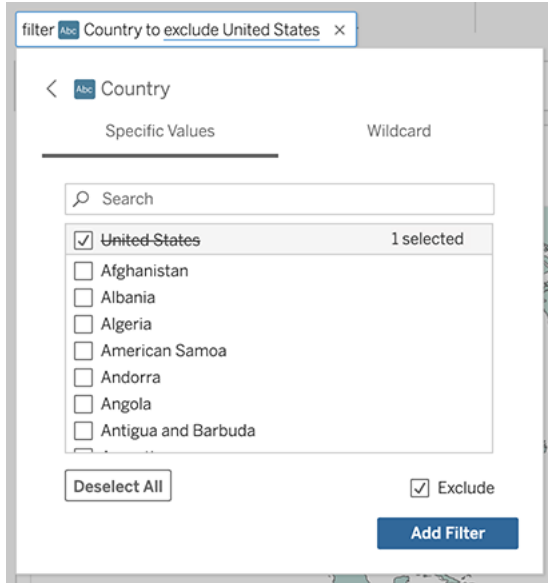 filter Abc Country to exclude United States ×
Abc Country
Specific Values Wildcard
Search
United States 1 selected
Afghanistan
Albania
Algeria
American Samoa
Andorra
Angola
Antigua and Barbuda
Deselect All Exclude
Add Filter